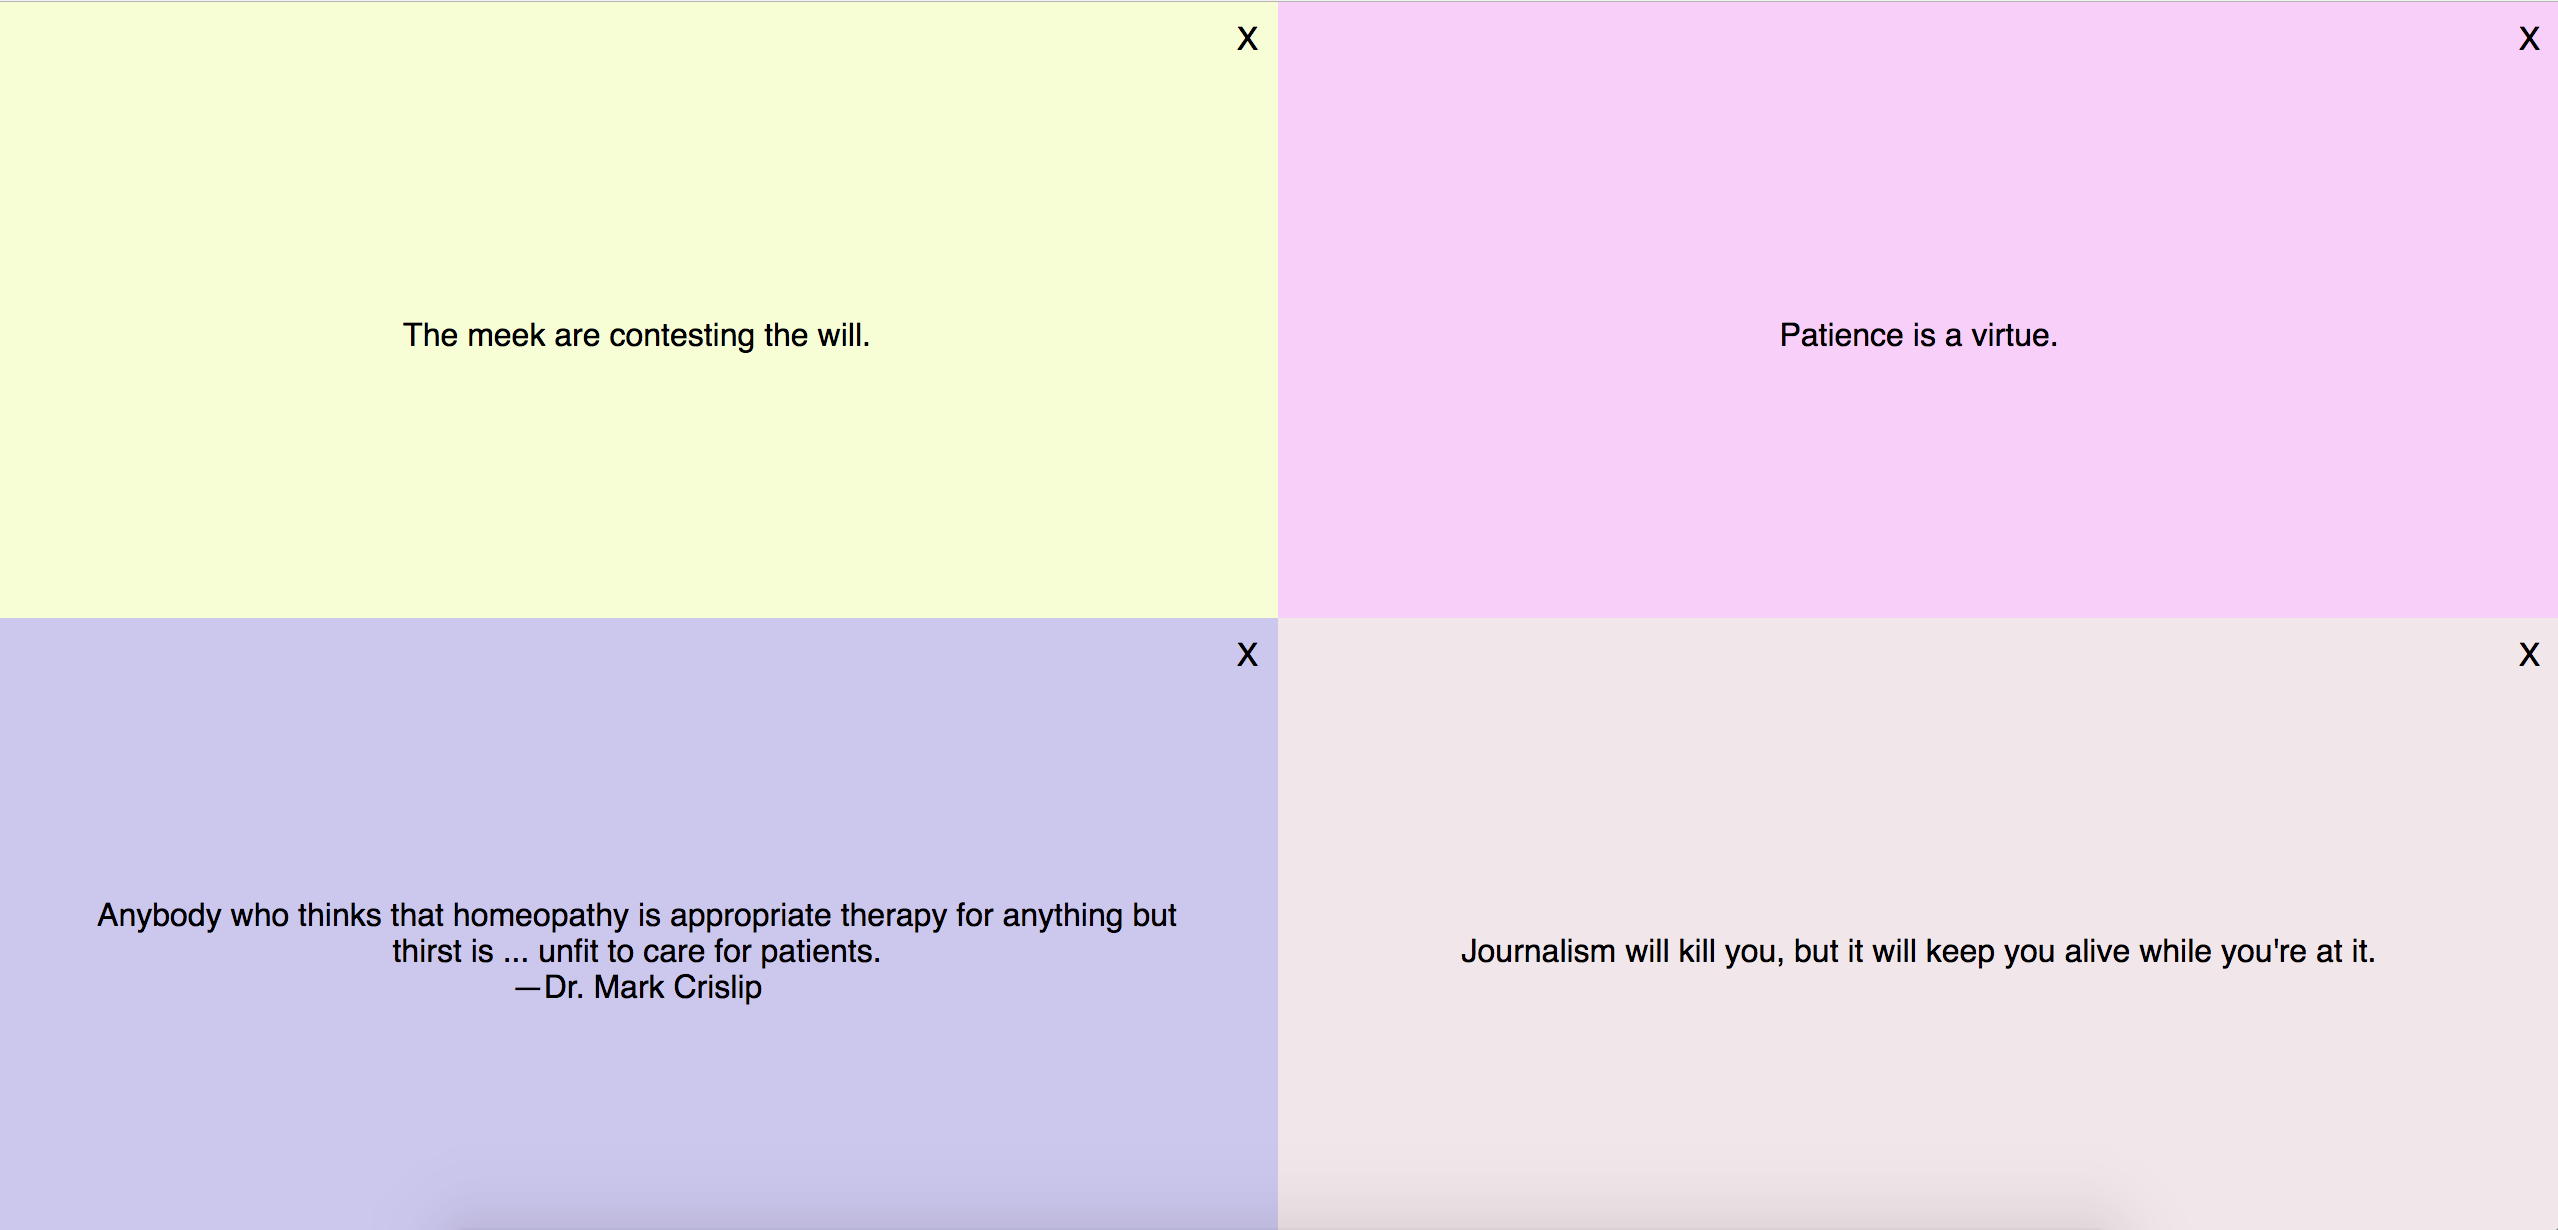 X
X
The meek are contesting the will.
Patience is a virtue.
X
X
Anybody who thinks that homeopathy is appropriate therapy for anything but
thirst is ... unfit to care for patients.
—Dr. Mark Crislip
Journalism will kill you, but it will keep you alive while you're at it.